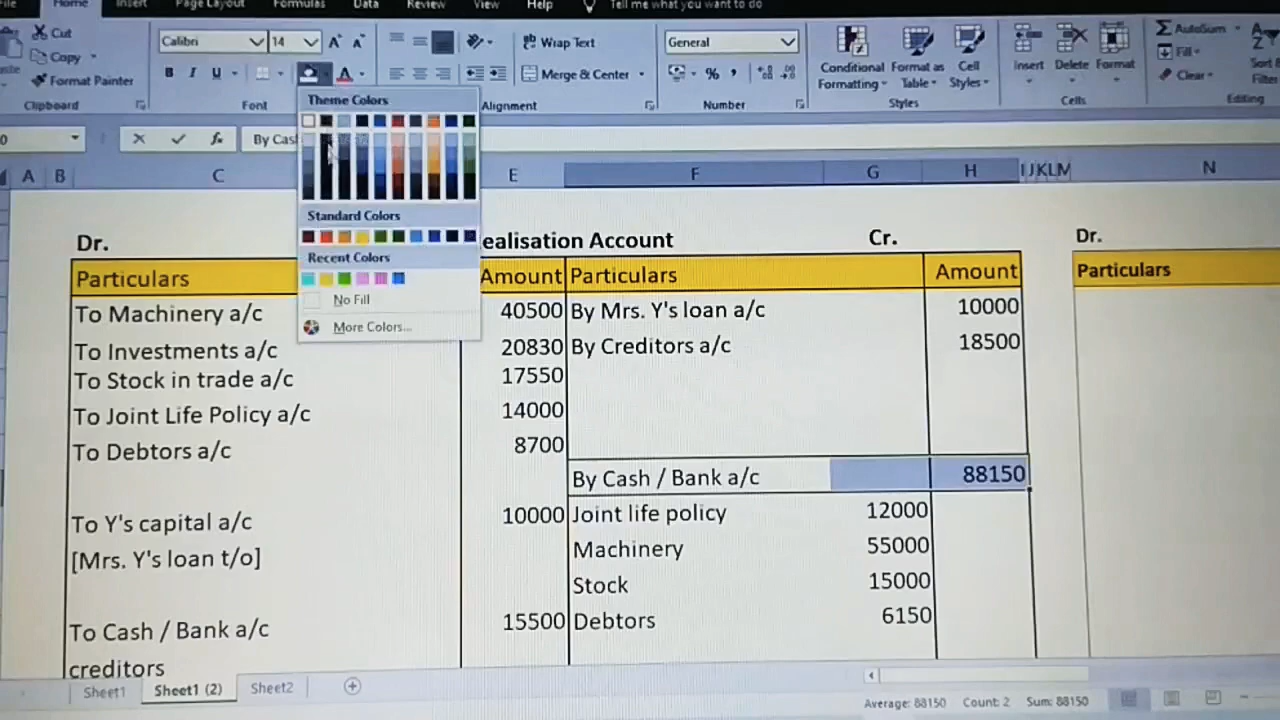 File Home Insert Page Layout Formulas Data Review View Help Tell me what you want to do
Cut
Copy
Format Painter
Clipboard
Calibri 14
B I U
Font
Theme Colors
Standard Colors
Recent Colors
No Fill
More Colors...
Wrap Text
Merge & Center
Alignment
General
Number
Conditional Formatting
Format as Table
Cell Styles
Styles
Insert Delete Format
Cells
AutoSum
Fill
Clear
Editing
By Cas
A B C E F G H I J K L M N
Dr. ealisation Account Cr. Dr.
Particulars Amount Particulars Amount Particulars
To Machinery a/c 40500 By Mrs. Y's loan a/c 10000
To Investments a/c 20830 By Creditors a/c 18500
To Stock in trade a/c 17550
To Joint Life Policy a/c 14000
To Debtors a/c 8700
By Cash / Bank a/c 88150
To Y's capital a/c 10000 Joint life policy 12000
[Mrs. Y's loan t/o] Machinery 55000
Stock 15000
To Cash / Bank a/c 15500 Debtors 6150
creditors
Sheet1 Sheet1 (2) Sheet2
Average: 88150 Count: 2 Sum: 88150